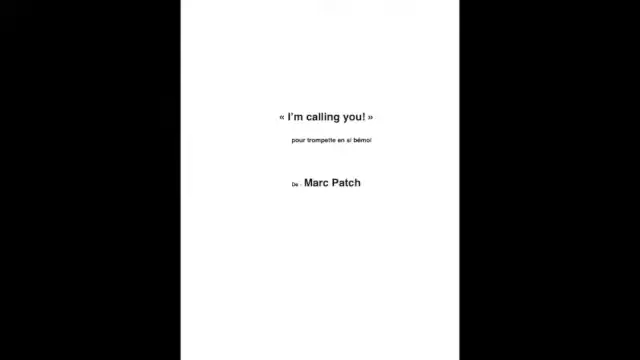 « I'm calling you! »
pour trompette en si bémol
De - Marc Patch